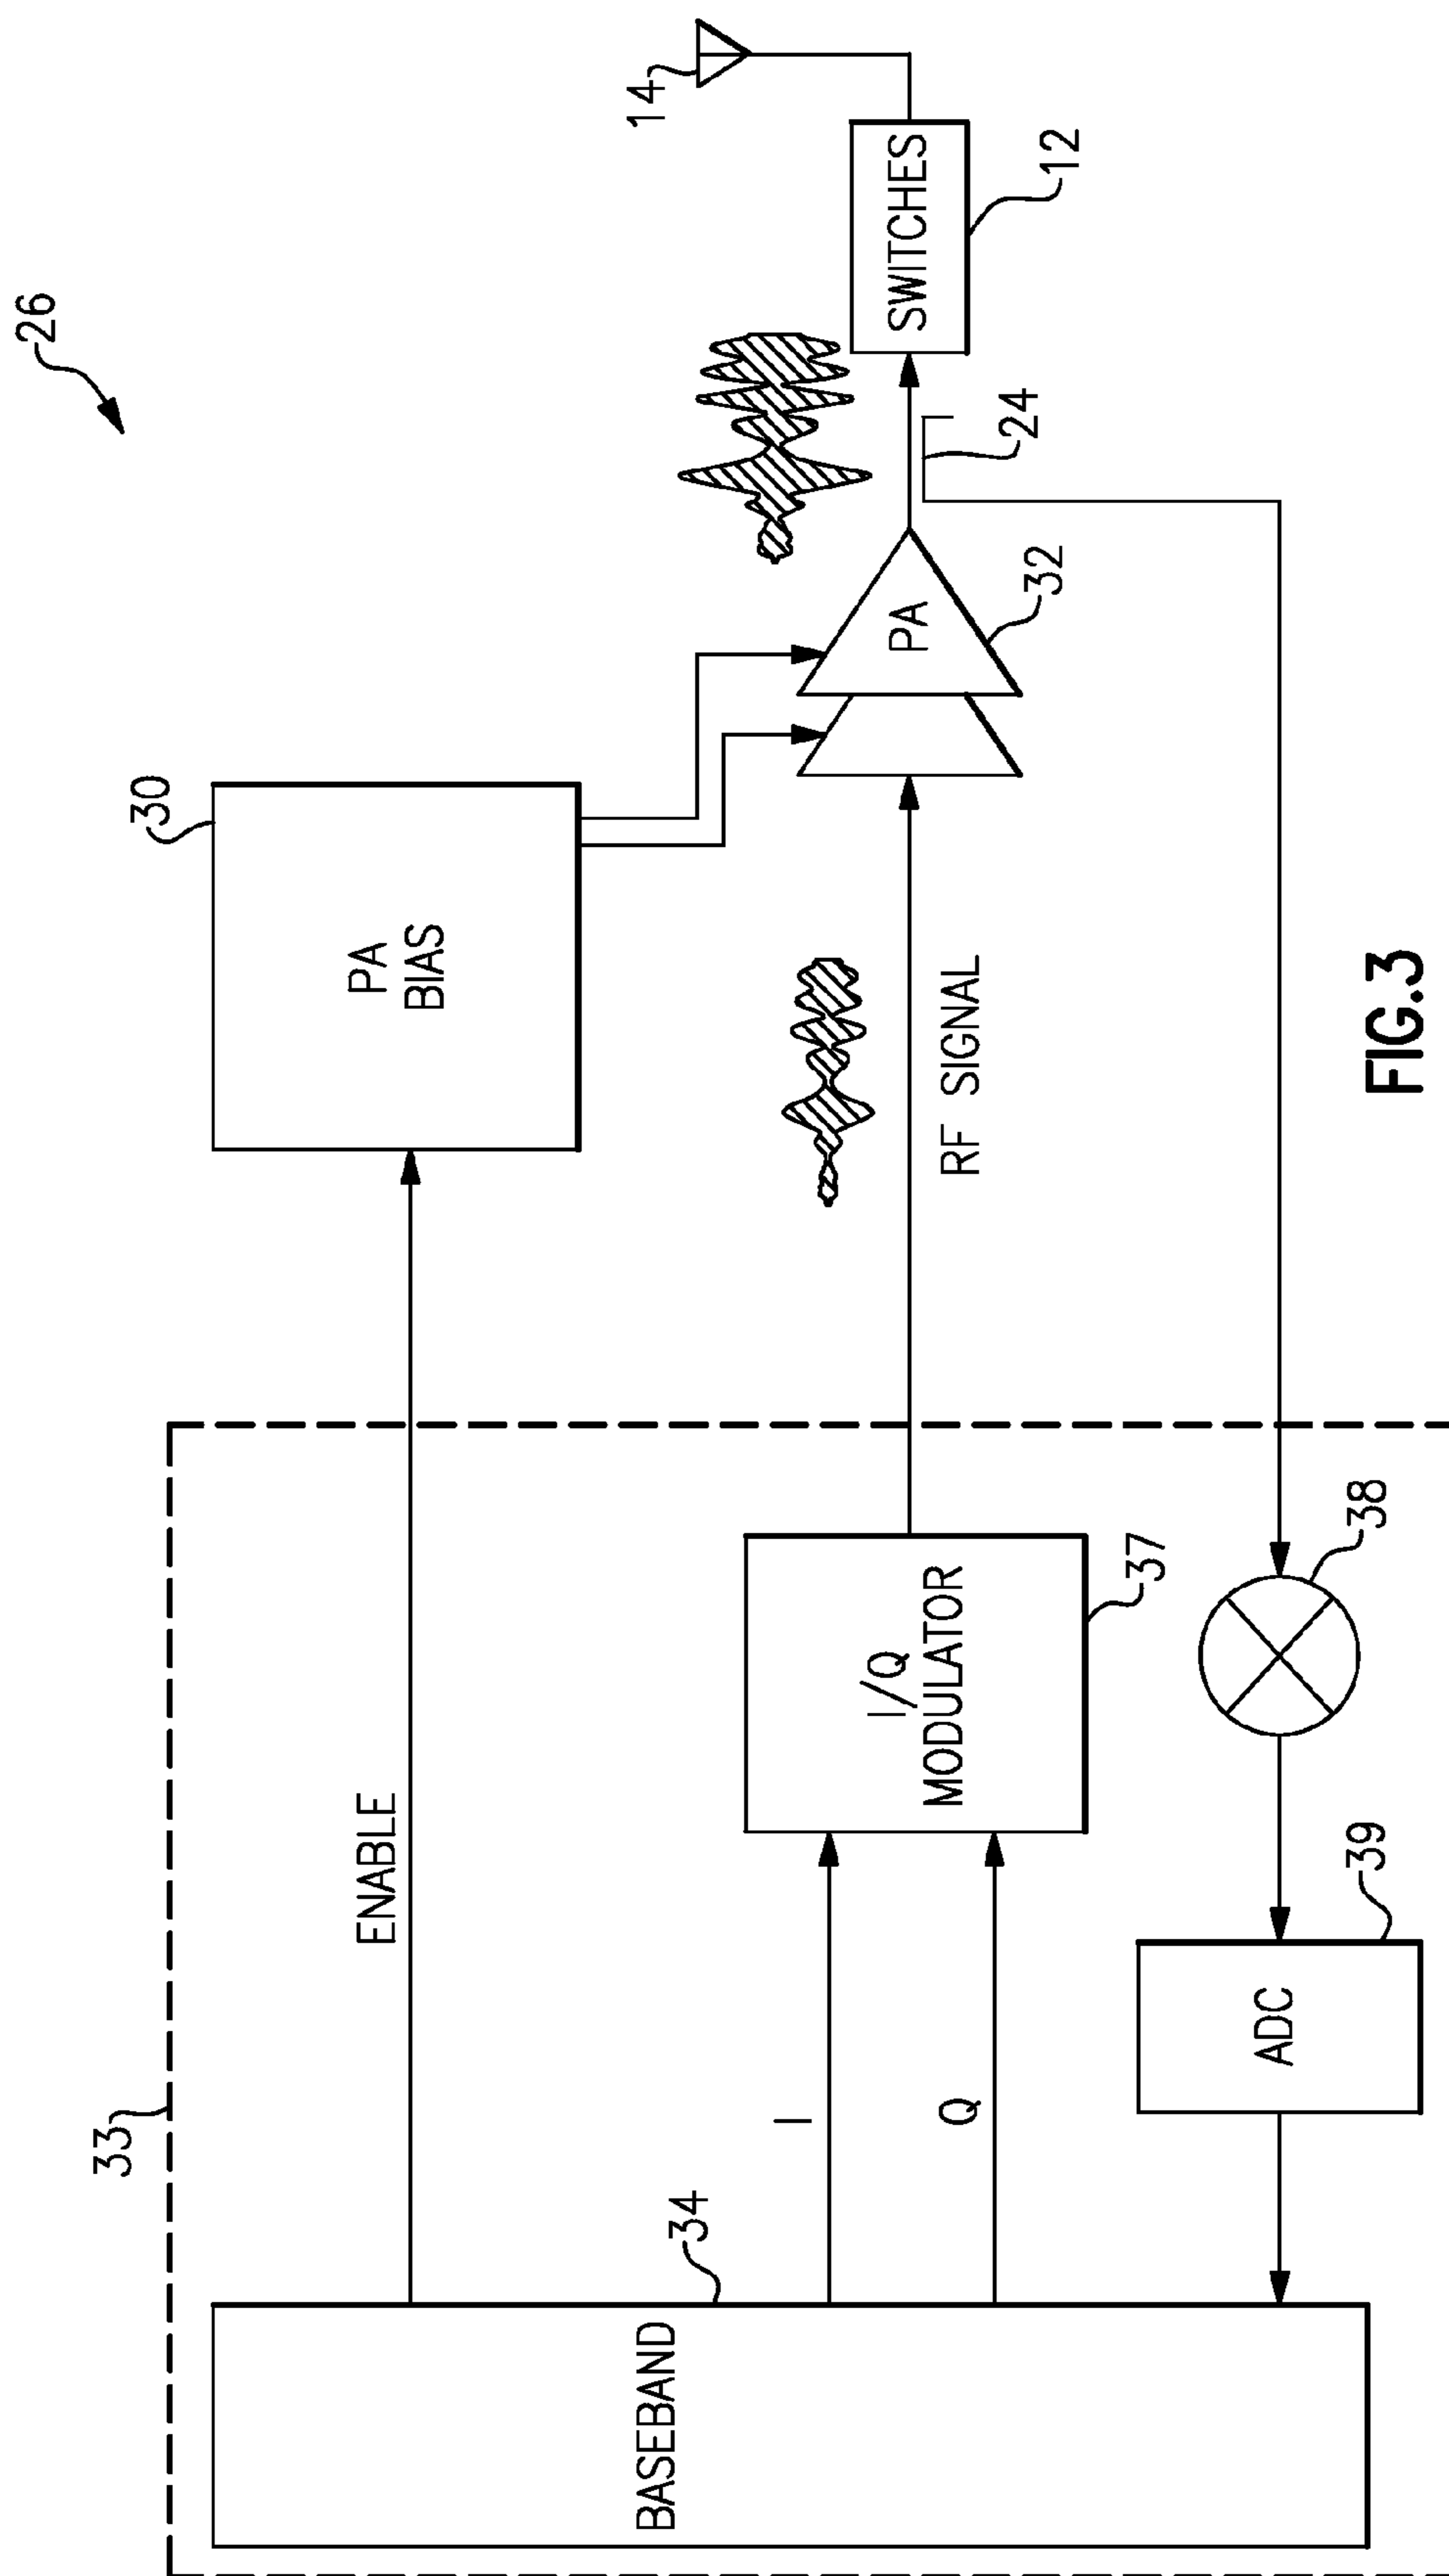 26
33
30
PA
BIAS
ENABLE
14
34
BASEBAND
I
Q
I/Q
MODULATOR
37
RF SIGNAL
PA
32
SWITCHES
12
24
ADC
39
38
FIG.3